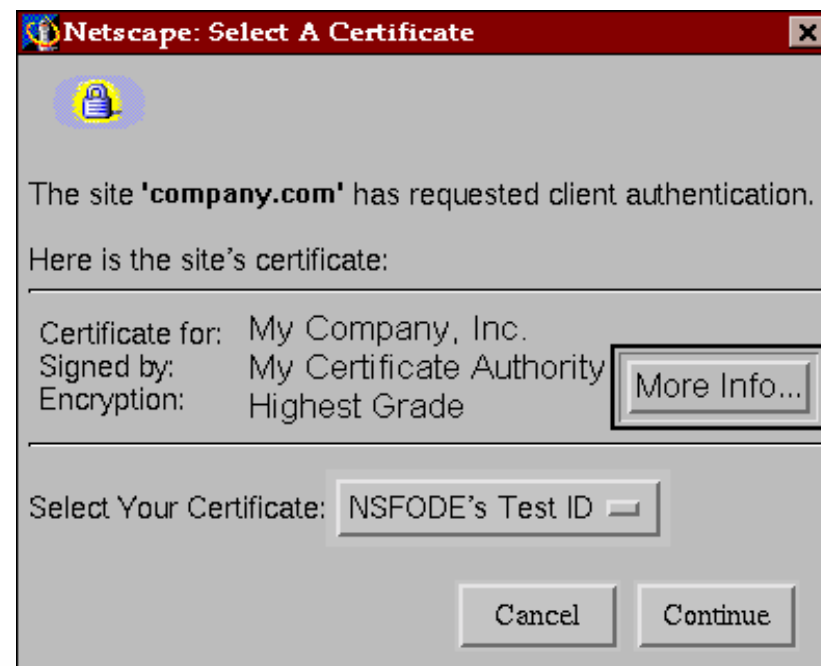 Netscape: Select A Certificate
The site 'company.com' has requested client authentication.
Here is the site's certificate:
Certificate for: My Company, Inc.
Signed by: My Certificate Authority
Encryption: Highest Grade
More Info...
Select Your Certificate: NSFODE's Test ID
Cancel Continue